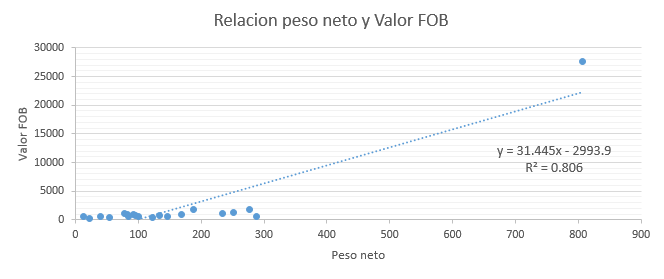 Relacion peso neto y Valor FOB
30000
25000
20000
15000
10000
5000
0
Valor FOB
y = 31.445x - 2993.9
R² = 0.806
0 100 200 300 400 500 600 700 800 900
Peso neto